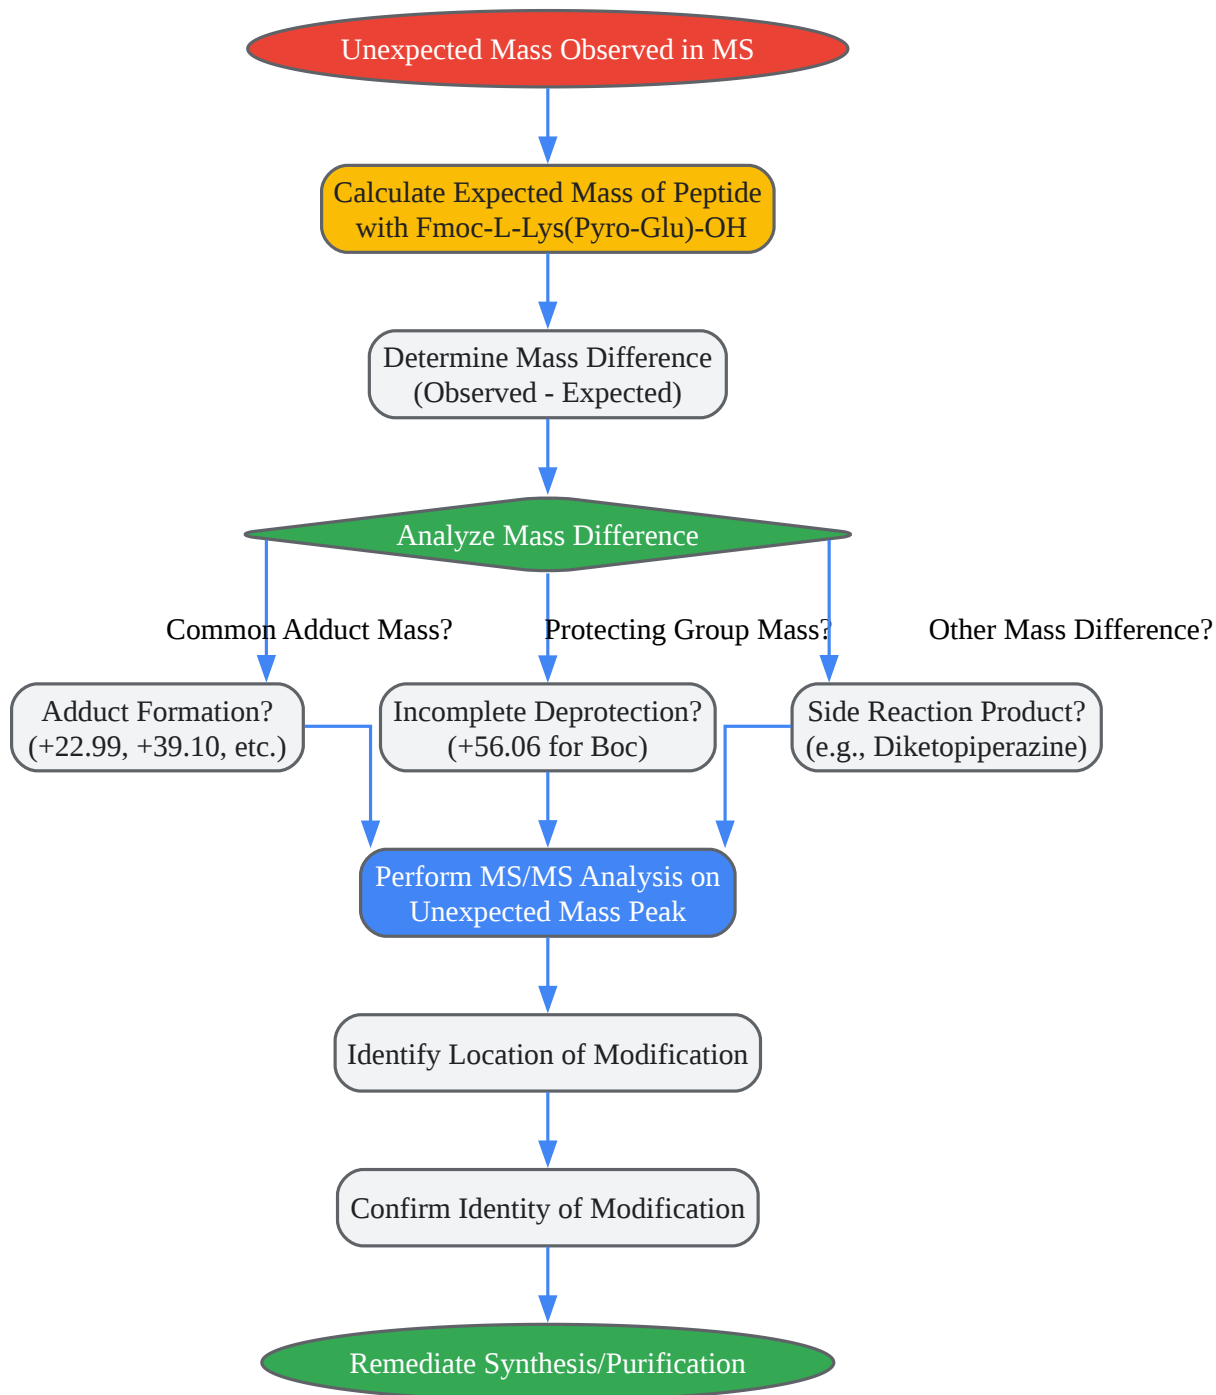 Unexpected Mass Observed in MS
Calculate Expected Mass of Peptide
with Fmoc-L-Lys(Pyro-Glu)-OH
Determine Mass Difference
(Observed - Expected)
Analyze Mass Difference
Common Adduct Mass?
Protecting Group Mass?
Other Mass Difference?
Adduct Formation?
(+22.99, +39.10, etc.)
Incomplete Deprotection?
(+56.06 for Boc)
Side Reaction Product?
(e.g., Diketopiperazine)
Perform MS/MS Analysis on
Unexpected Mass Peak
Identify Location of Modification
Confirm Identity of Modification
Remediate Synthesis/Purification